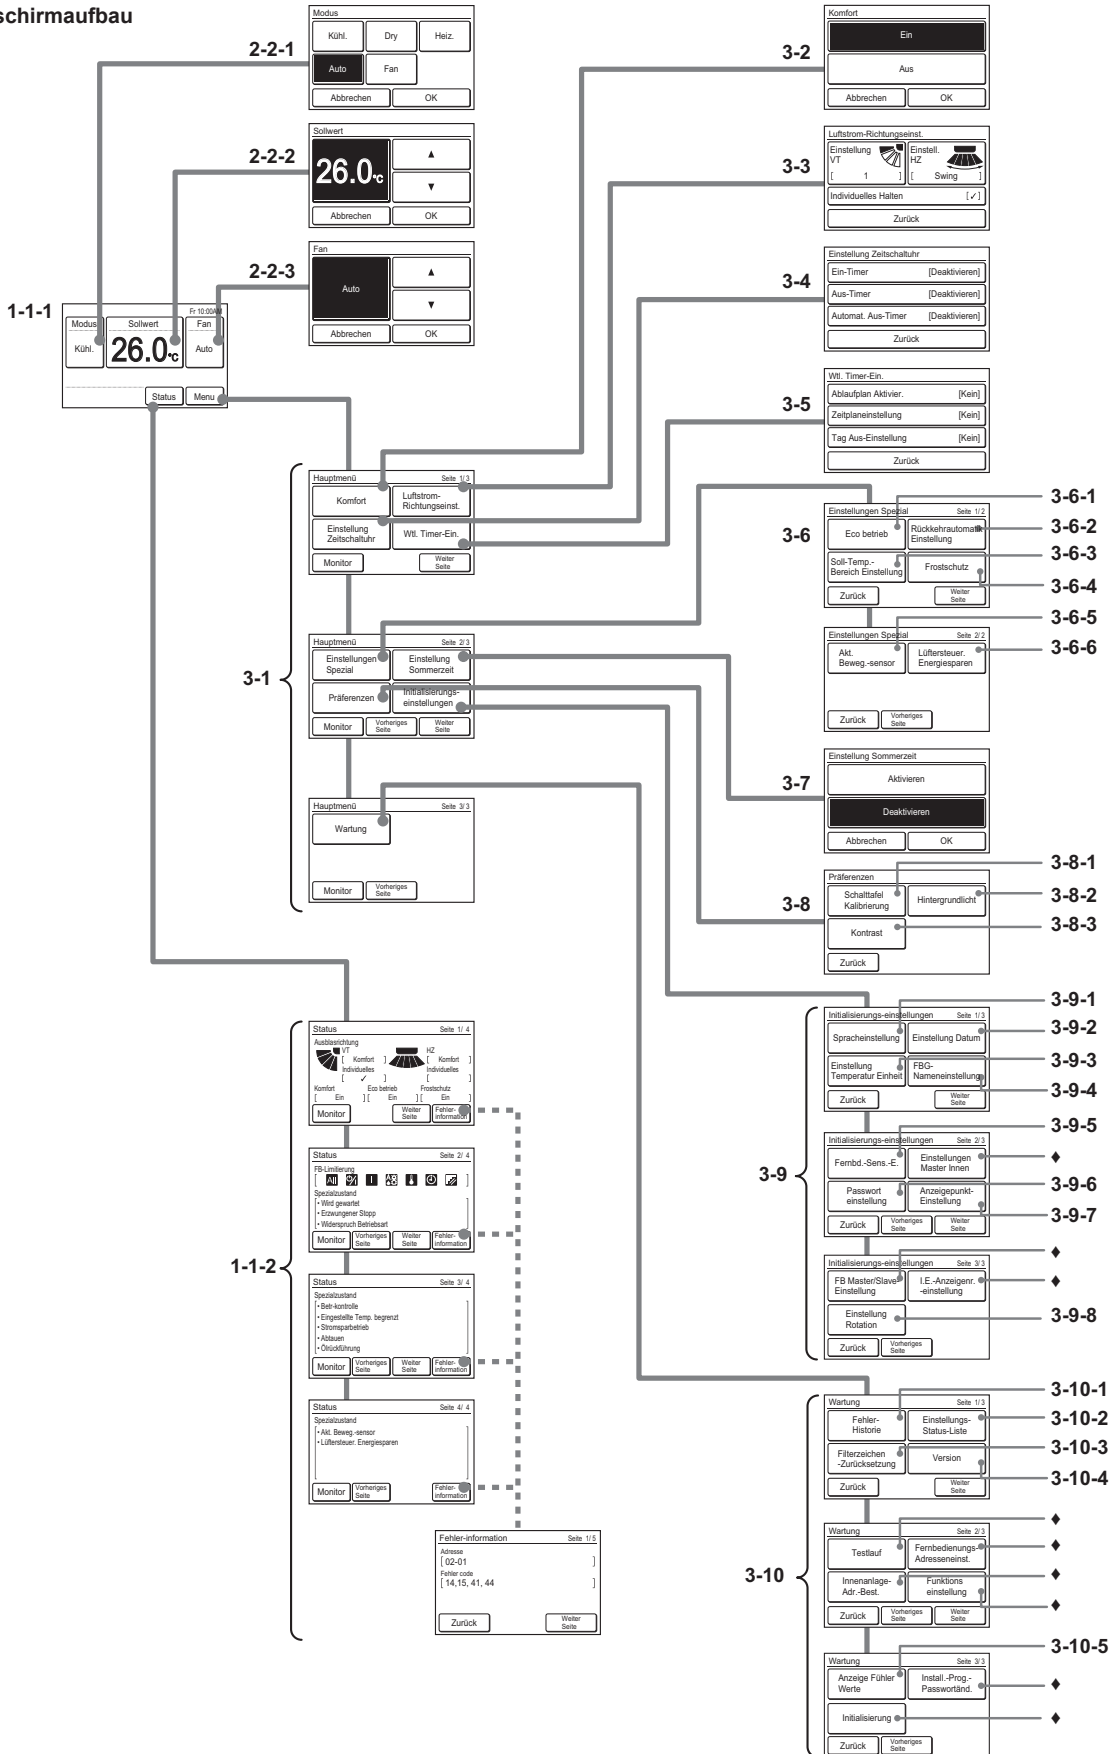 schirmaufbau
2-2-1
Modus
Kühl.
Dry
Heiz.
Auto
Fan
Abbrechen
OK
2-2-2
Sollwert
26.0°C
▲
▼
Abbrechen
OK
2-2-3
Fan
Auto
▲
▼
Abbrechen
OK
1-1-1
Fr 10:00AM
Modus
Sollwert
Fan
Kühl.
26.0°C
Auto
Status
Menu
3-1
Hauptmenü
Seite 1/3
Komfort
Luftstrom-
Richtungseinst.
Einstellung
Zeitschaltuhr
Wtl. Timer-Ein.
Monitor
Weiter
Seite
Hauptmenü
Seite 2/3
Einstellungen
Spezial
Einstellung
Sommerzeit
Präferenzen
Initialisierungs-
einstellungen
Monitor
Vorheriges
Seite
Weiter
Seite
Hauptmenü
Seite 3/3
Wartung
Monitor
Vorheriges
Seite
1-1-2
Status
Seite 1/ 4
Ausblasrichtung
VT
HZ
[ Komfort ]
[ Komfort ]
Individuelles
Individuelles
[ ✓ ]
[ ]
Komfort
Eco betrieb
Frostschutz
[ Ein ] [ Ein ] [ Ein ]
Monitor
Weiter
Seite
Fehler-
information
Status
Seite 2/ 4
FB-Limitierung
[ All ]
Spezialzustand
• Wird gewartet
• Erzwungener Stopp
• Widerspruch Betriebsart
Monitor
Vorheriges
Seite
Weiter
Seite
Fehler-
information
Status
Seite 3/ 4
Spezialzustand
• Betr-kontrolle
• Eingestellte Temp. begrenzt
• Stromsparbetrieb
• Abtauen
• Ölrückführung
Monitor
Vorheriges
Seite
Weiter
Seite
Fehler-
information
Status
Seite 4/ 4
Spezialzustand
• Akt. Beweg.-sensor
• Lüftersteuer. Energiesparen
Monitor
Vorheriges
Seite
Fehler-
information
Fehler-information
Seite 1/ 5
Adresse
[ 02-01 ]
Fehler code
[ 14,15, 41, 44 ]
Zurück
Weiter
Seite
3-2
Komfort
Ein
Aus
Abbrechen
OK
3-3
Luftstrom-Richtungseinst.
Einstellung
VT
[ 1 ]
Einstell.
HZ
[ Swing ]
Individuelles Halten [✓]
Zurück
3-4
Einstellung Zeitschaltuhr
Ein-Timer [Deaktivieren]
Aus-Timer [Deaktivieren]
Automat. Aus-Timer [Deaktivieren]
Zurück
3-5
Wtl. Timer-Ein.
Ablaufplan Aktivier. [Kein]
Zeitplaneinstellung [Kein]
Tag Aus-Einstellung [Kein]
Zurück
3-6
Einstellungen Spezial
Seite 1/ 2
Eco betrieb
Rückkehrautomatik
Einstellung
Soll-Temp.-
Bereich Einstellung
Frostschutz
Zurück
Weiter
Seite
3-6-1
3-6-2
3-6-3
3-6-4
Einstellungen Spezial
Seite 2/ 2
Akt.
Beweg.-sensor
Lüftersteuer.
Energiesparen
Zurück
Vorheriges
Seite
3-6-5
3-6-6
3-7
Einstellung Sommerzeit
Aktivieren
Deaktivieren
Abbrechen
OK
3-8
Präferenzen
Schalttafel
Kalibrierung
Hintergrundlicht
Kontrast
Zurück
3-8-1
3-8-2
3-8-3
3-9
Initialisierungs-einstellungen
Seite 1/ 3
Spracheinstellung
Einstellung Datum
Einstellung
Temperatur Einheit
FBG-
Nameneinstellung
Zurück
Weiter
Seite
3-9-1
3-9-2
3-9-3
3-9-4
Initialisierungs-einstellungen
Seite 2/3
Fernbd.-Sens.-E.
Einstellungen
Master Innen
Passwort
einstellung
Anzeigepunkt-
Einstellung
Zurück
Vorheriges
Seite
Weiter
Seite
3-9-5
♦
3-9-6
3-9-7
Initialisierungs-einstellungen
Seite 3/3
FB Master/Slave-
Einstellung
I.E.-Anzeigenr.
-einstellung
Einstellung
Rotation
Zurück
Vorheriges
Seite
♦
♦
3-9-8
3-10
Wartung
Seite 1/ 3
Fehler-
Historie
Einstellungs-
Status-Liste
Filterzeichen
-Zurücksetzung
Version
Zurück
Weiter
Seite
3-10-1
3-10-2
3-10-3
3-10-4
Wartung
Seite 2/ 3
Testlauf
Fernbedienungs-
Adresseneinst.
Innenanlage-
Adr.-Best.
Funktions
einstellung
Zurück
Vorheriges
Seite
Weiter
Seite
♦
♦
♦
♦
Wartung
Seite 3/ 3
Anzeige Fühler
Werte
Install.-Prog.-
Passwortänd.
Initialisierung
Zurück
Vorheriges
Seite
3-10-5
♦
♦